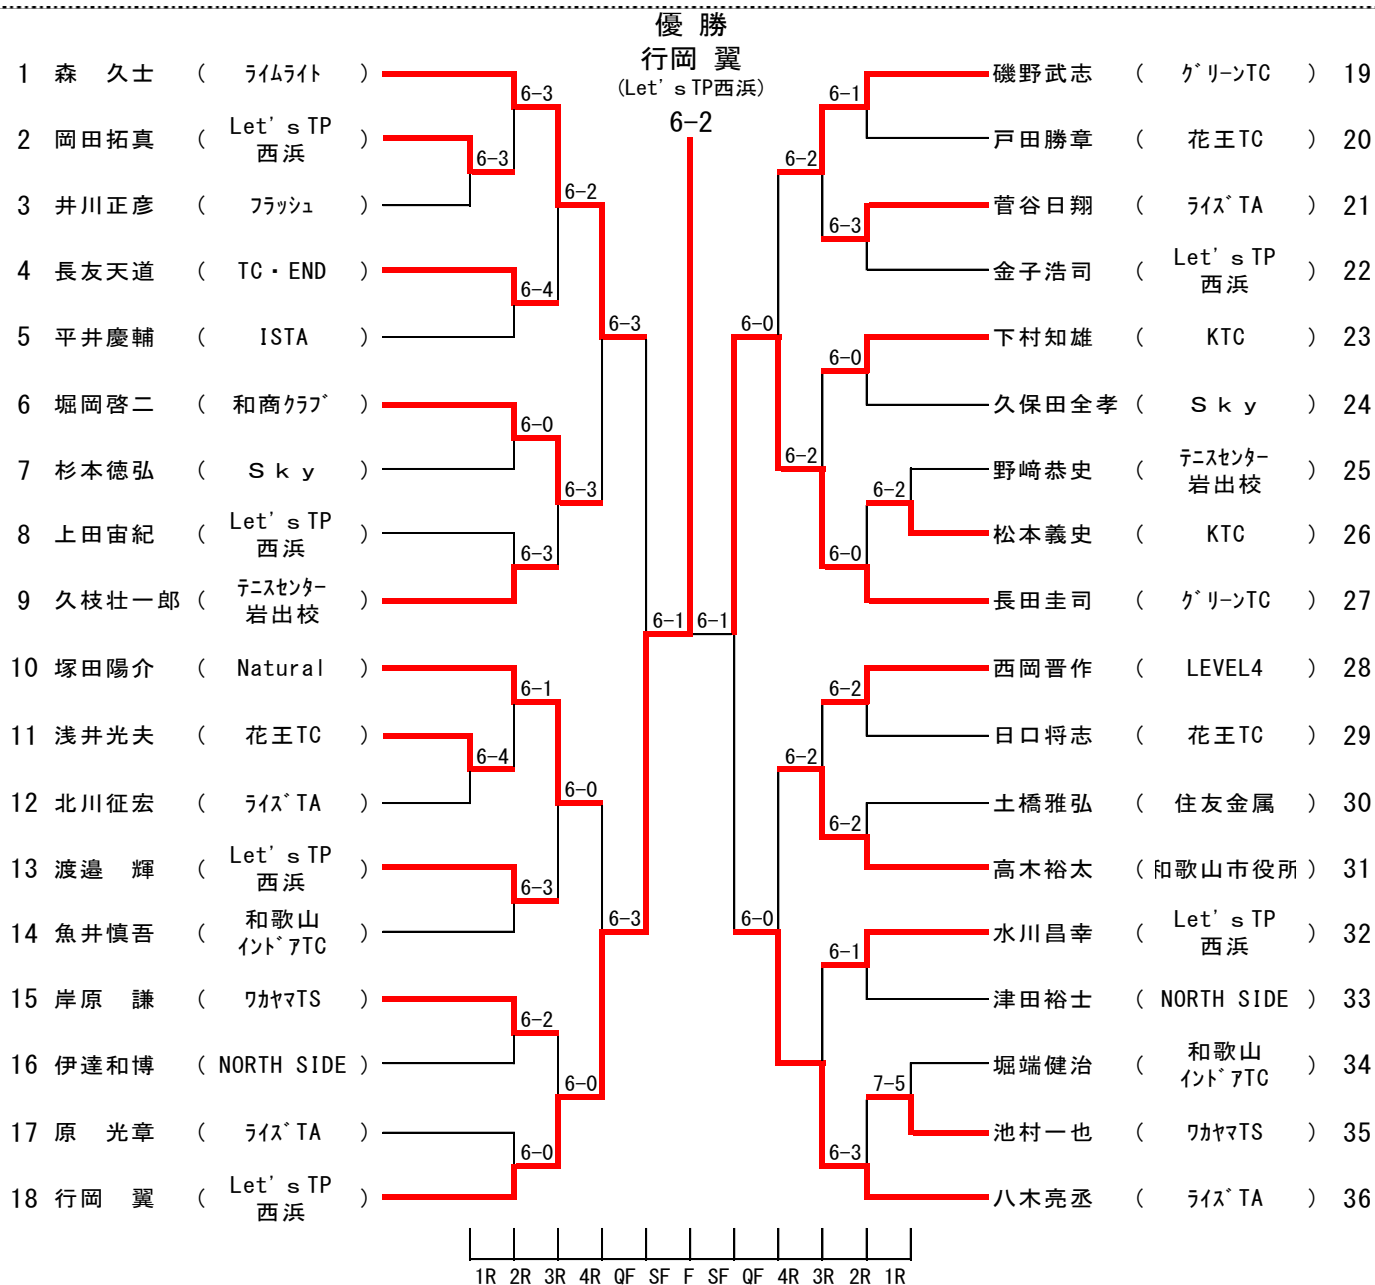 優 勝
行岡 翼
(Let' s TP西浜)
6-2
1 森 久士 ( ﾗｲﾑﾗｲﾄ )
2 岡田拓真 ( Let' s TP
西浜 )
3 井川正彦 ( ﾌﾗｯｼｭ )
4 長友天道 ( TC・END )
5 平井慶輔 ( ISTA )
6 堀岡啓二 ( 和商ｸﾗﾌﾞ )
7 杉本徳弘 ( Ｓｋｙ )
8 上田宙紀 ( Let' s TP
西浜 )
9 久枝壮一郎 ( ﾃﾆｽｾﾝﾀｰ
岩出校 )
10 塚田陽介 ( Natural )
11 浅井光夫 ( 花王TC )
12 北川征宏 ( ﾗｲｽﾞTA )
13 渡邉 輝 ( Let' s TP
西浜 )
14 魚井慎吾 ( 和歌山
ｲﾝﾄﾞｱTC )
15 岸原 謙 ( ﾜｶﾔﾏTS )
16 伊達和博 ( NORTH SIDE )
17 原 光章 ( ﾗｲｽﾞTA )
18 行岡 翼 ( Let' s TP
西浜 )
6-3
6-3
6-2
6-4
6-3
6-0
6-3
6-3
6-1
6-1
6-4
6-0
6-3
6-3
6-2
6-0
6-0
磯野武志 ( ｸﾞﾘｰﾝTC ) 19
戸田勝章 ( 花王TC ) 20
菅谷日翔 ( ﾗｲｽﾞTA ) 21
金子浩司 ( Let' s TP
西浜 ) 22
下村知雄 ( KTC ) 23
久保田全孝 ( Ｓｋｙ ) 24
野﨑恭史 ( ﾃﾆｽｾﾝﾀｰ
岩出校 ) 25
松本義史 ( KTC ) 26
長田圭司 ( ｸﾞﾘｰﾝTC ) 27
西岡晋作 ( LEVEL4 ) 28
日口将志 ( 花王TC ) 29
土橋雅弘 ( 住友金属 ) 30
高木裕太 ( 和歌山市役所 ) 31
水川昌幸 ( Let' s TP
西浜 ) 32
津田裕士 ( NORTH SIDE ) 33
堀端健治 ( 和歌山
ｲﾝﾄﾞｱTC ) 34
池村一也 ( ﾜｶﾔﾏTS ) 35
八木亮丞 ( ﾗｲｽﾞTA ) 36
6-1
6-2
6-3
6-0
6-0
6-2
6-2
6-0
6-1
6-2
6-2
6-2
6-0
6-1
7-5
6-3
1R 2R 3R 4R QF SF F SF QF 4R 3R 2R 1R